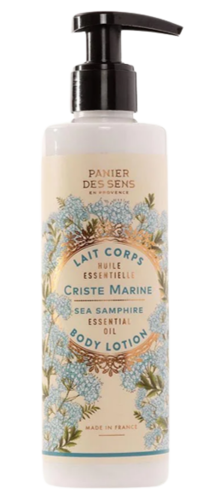 PANIER
DES SENS
EN PROVENCE
LAIT CORPS
HUILE
ESSENTIELLE
CRISTE MARINE
SEA SAMPHIRE
ESSENTIAL
OIL
BODY LOTION
MADE IN FRANCE